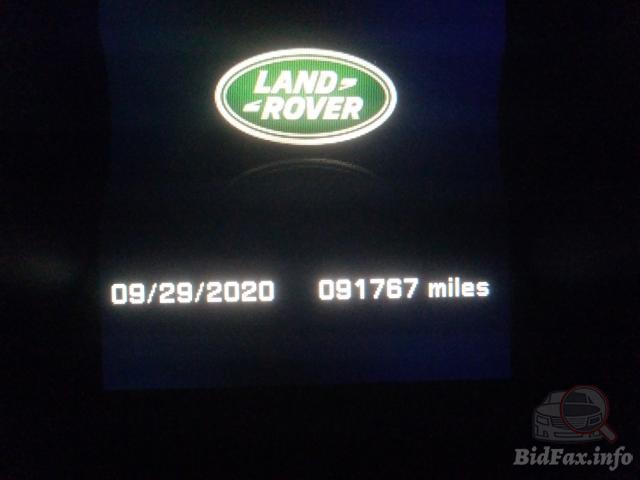 LAND
ROVER
09/29/2020 091767 miles
BidFax.info